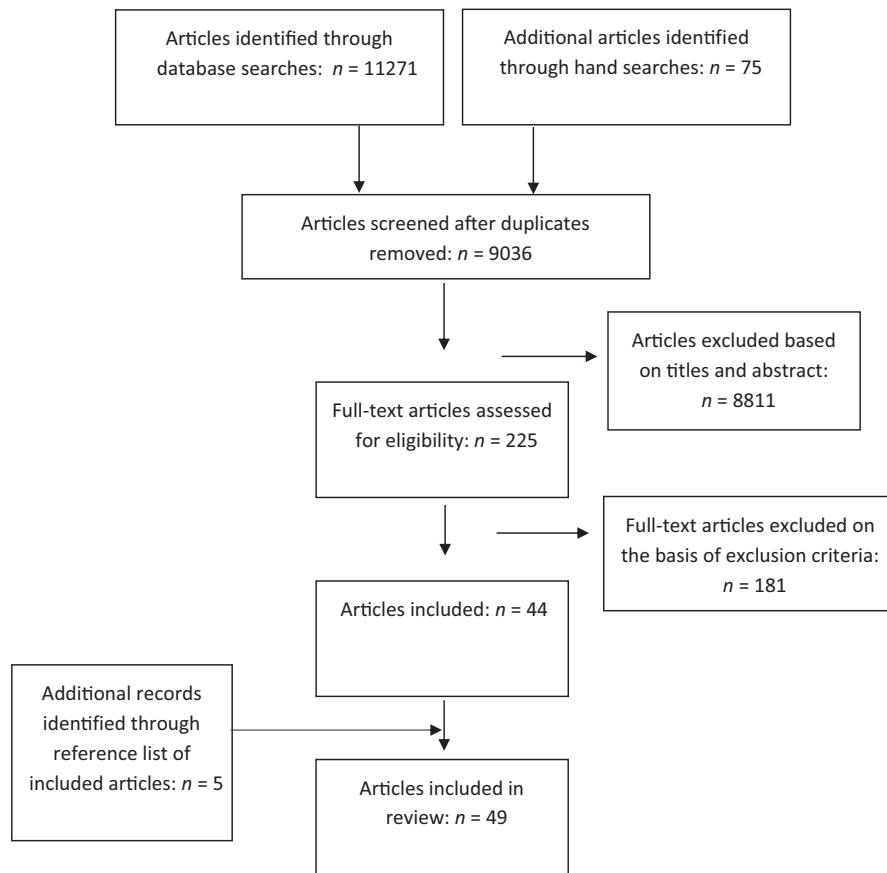 Articles identified through
database searches: n = 11271
Additional articles identified
through hand searches: n = 75
Articles screened after duplicates
removed: n = 9036
Articles excluded based
on titles and abstract:
n = 8811
Full-text articles assessed
for eligibility: n = 225
Full-text articles excluded on
the basis of exclusion criteria:
n = 181
Articles included: n = 44
Additional records
identified through
reference list of
included articles: n = 5
Articles included in
review: n = 49